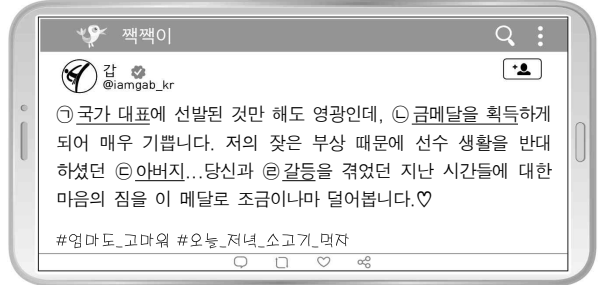 짹짹이
갑
@iamgab_kr
㉠국가 대표에 선발된 것만 해도 영광인데, ㉡금메달을 획득하게
되어 매우 기쁩니다. 저의 잦은 부상 때문에 선수 생활을 반대
하셨던 ㉢아버지...당신과 ㉣갈등을 겪었던 지난 시간들에 대한
마음의 짐을 이 메달로 조금이나마 덜어봅니다.♡
#엄마도_고마워 #오늘_저녁_소고기_먹자